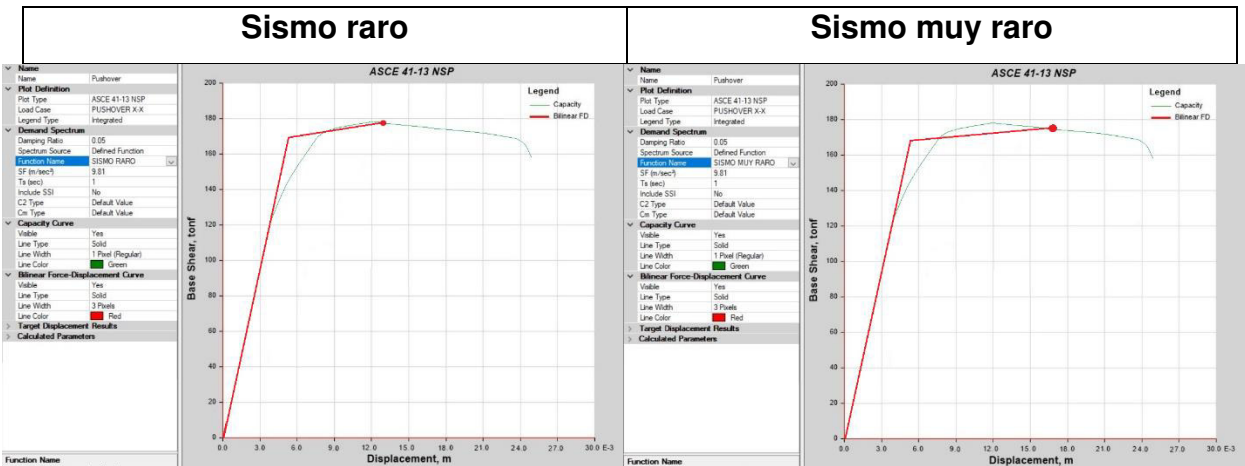 Sismo raro
Sismo muy raro
Name
Name Pushover
Plot Definition
Plot Type ASCE 41-13 NSP
Load Case PUSHOVER X-X
Legend Type Integrated
Demand Spectrum
Damping Ratio 0.05
Spectrum Source Defined Function
Function Name SISMO RARO
SF (m/sec²) 9.81
Ts (sec) 1
Include SSI No
C2 Type Default Value
Cm Type Default Value
Capacity Curve
Visible Yes
Line Type Solid
Line Width 1 Pixel (Regular)
Line Color Green
Bilinear Force-Displacement Curve
Visible Yes
Line Type Solid
Line Width 3 Pixels
Line Color Red
Target Displacement Results
Calculated Parameters
Function Name
ASCE 41-13 NSP
Legend
Capacity
Bilinear FD
Base Shear, tonf
200
180
160
140
120
100
80
60
40
20
0
0.0 3.0 6.0 9.0 12.0 15.0 18.0 21.0 24.0 27.0 30.0 E-3
Displacement, m
Name
Name Pushover
Plot Definition
Plot Type ASCE 41-13 NSP
Load Case PUSHOVER X-X
Legend Type Integrated
Demand Spectrum
Damping Ratio 0.05
Spectrum Source Defined Function
Function Name SISMO MUY RARO
SF (m/sec²) 9.81
Ts (sec) 1
Include SSI No
C2 Type Default Value
Cm Type Default Value
Capacity Curve
Visible Yes
Line Type Solid
Line Width 1 Pixel (Regular)
Line Color Green
Bilinear Force-Displacement Curve
Visible Yes
Line Type Solid
Line Width 3 Pixels
Line Color Red
Target Displacement Results
Calculated Parameters
Function Name
ASCE 41-13 NSP
Legend
Capacity
Bilinear FD
Base Shear, tonf
200
180
160
140
120
100
80
60
40
20
0
0.0 3.0 6.0 9.0 12.0 15.0 18.0 21.0 24.0 27.0 30.0 E-3
Displacement, m